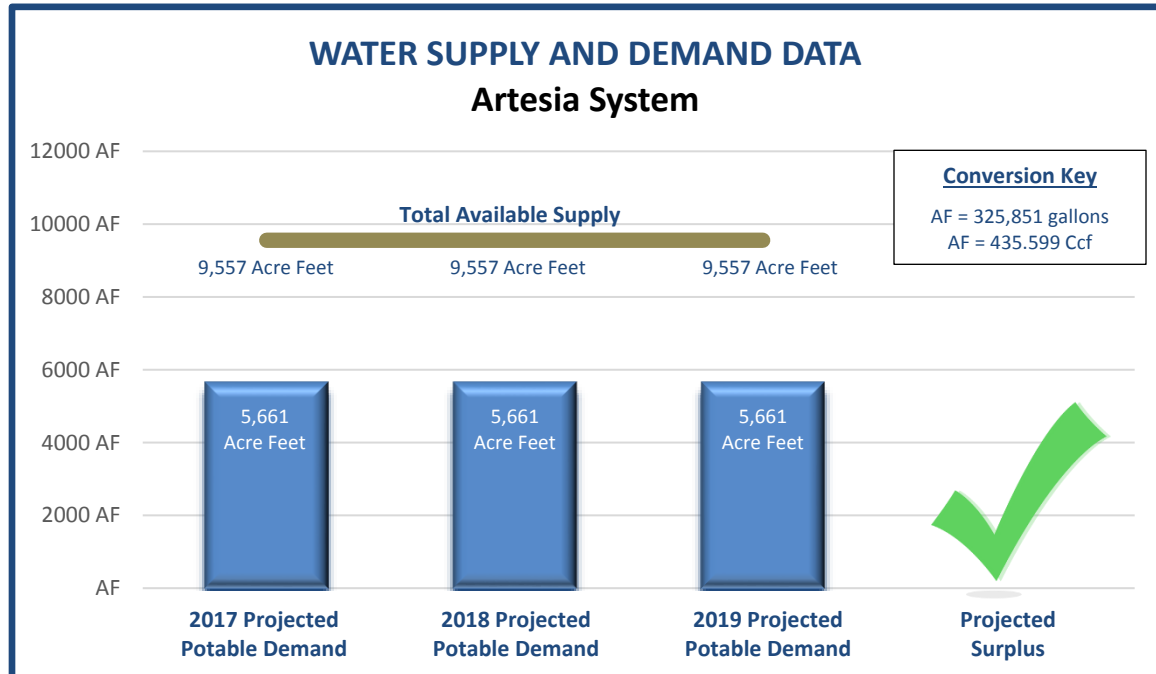 WATER SUPPLY AND DEMAND DATA
Artesia System
12000 AF
10000 AF
8000 AF
6000 AF
4000 AF
2000 AF
AF
Total Available Supply
9,557 Acre Feet
9,557 Acre Feet
9,557 Acre Feet
Conversion Key
AF = 325,851 gallons
AF = 435.599 Ccf
5,661
Acre Feet
5,661
Acre Feet
5,661
Acre Feet
2017 Projected
Potable Demand
2018 Projected
Potable Demand
2019 Projected
Potable Demand
Projected
Surplus